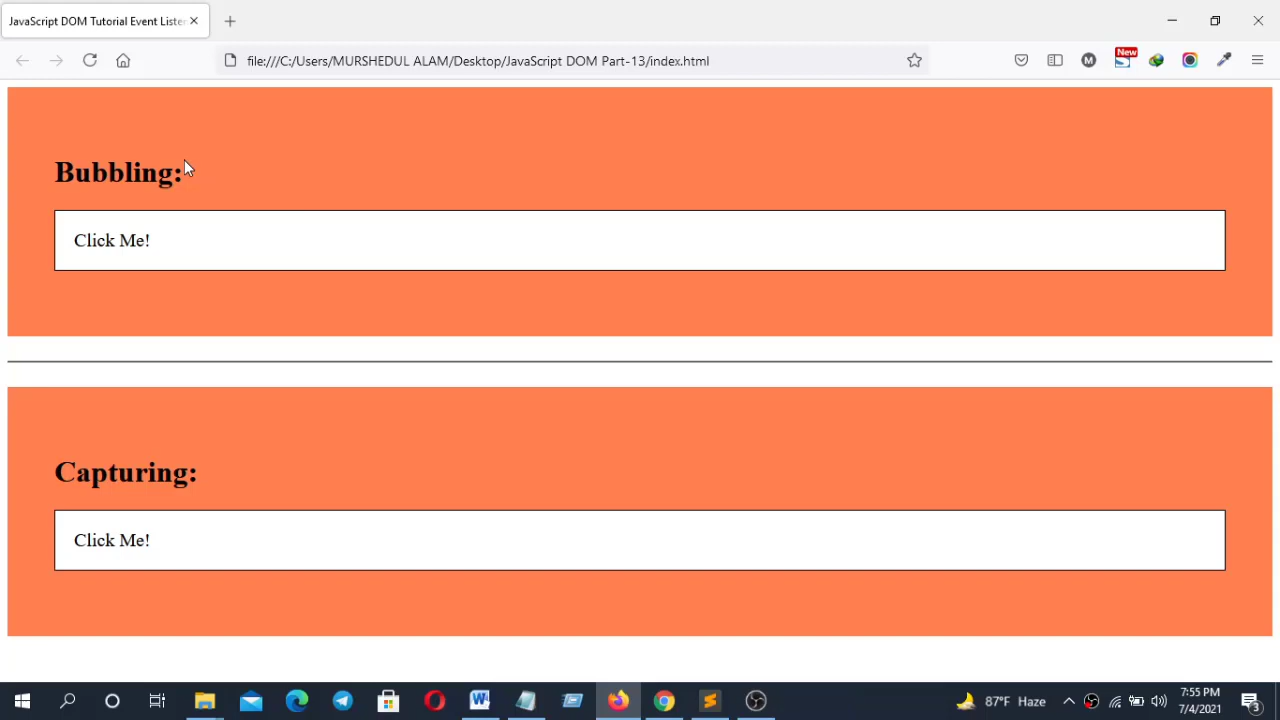 JavaScript DOM Tutorial Event Liste
file:///C:/Users/MURSHEDUL ALAM/Desktop/JavaScript DOM Part-13/index.html
M
New
Bubbling:
Click Me!
Capturing:
Click Me!
87°F Haze
7:55 PM
7/4/2021
3